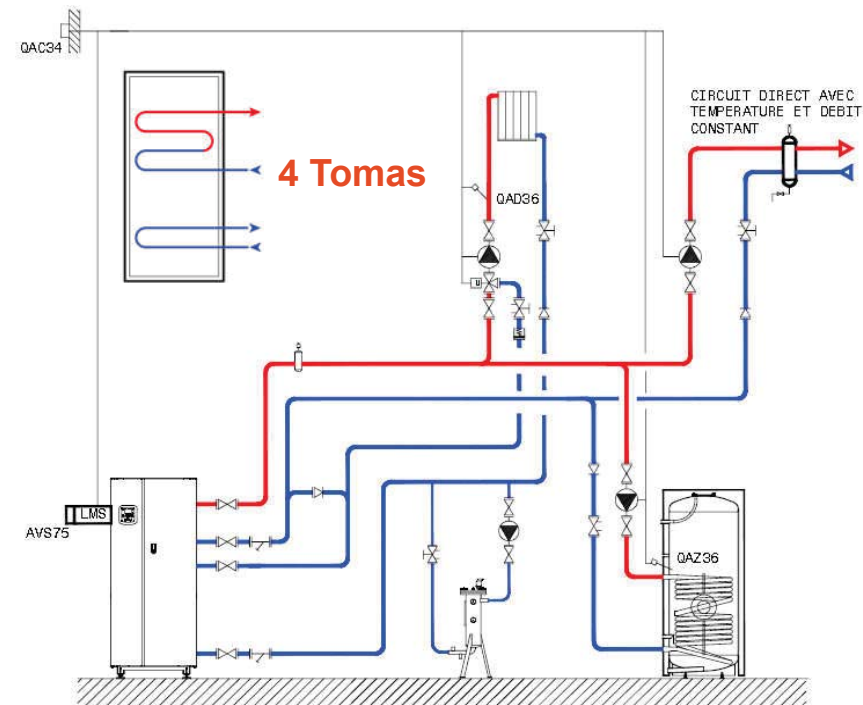 QAC34
CIRCUIT DIRECT AVEC
TEMPERATURE ET DEBIT
CONSTANT
4 Tomas
QAD36
LMS
AVS75
QAZ36